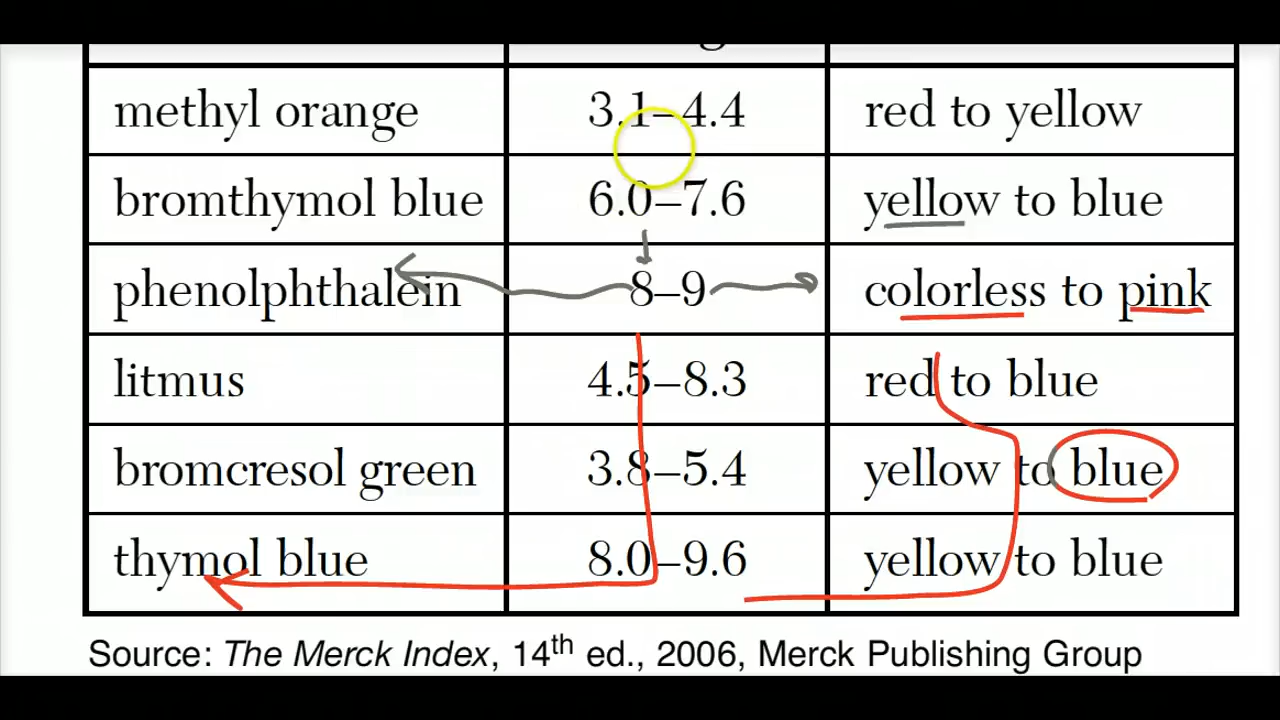 methyl orange 3.1–4.4 red to yellow
bromthymol blue 6.0–7.6 yellow to blue
phenolphthalein 8–9 colorless to pink
litmus 4.5–8.3 red to blue
bromcresol green 3.8–5.4 yellow to blue
thymol blue 8.0–9.6 yellow to blue
Source: The Merck Index, 14th ed., 2006, Merck Publishing Group